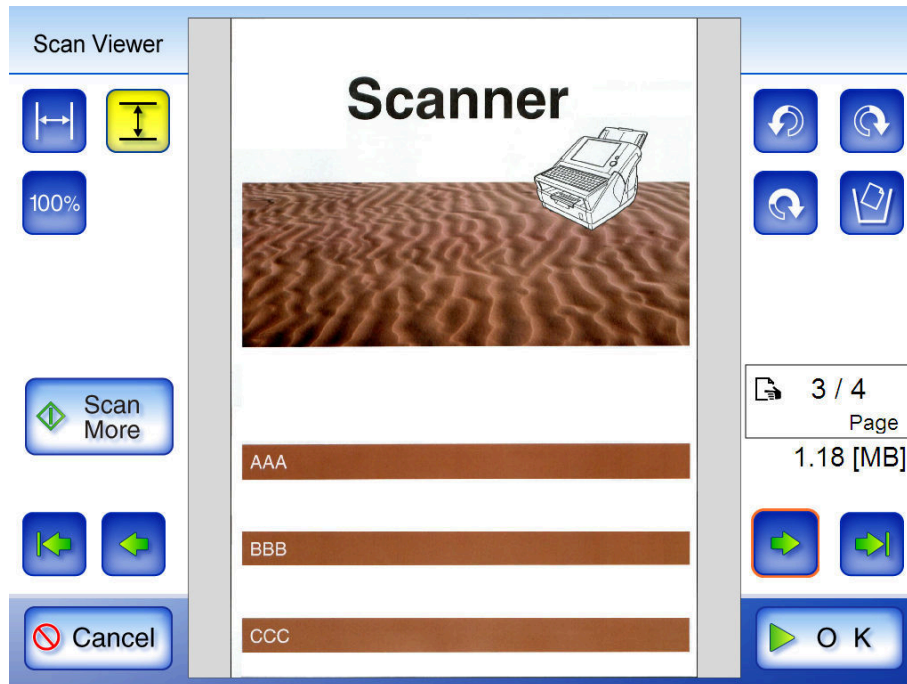 Scan Viewer
Scanner
100%
Scan
More
3 / 4
Page
1.18 [MB]
AAA
BBB
CCC
Cancel
O K